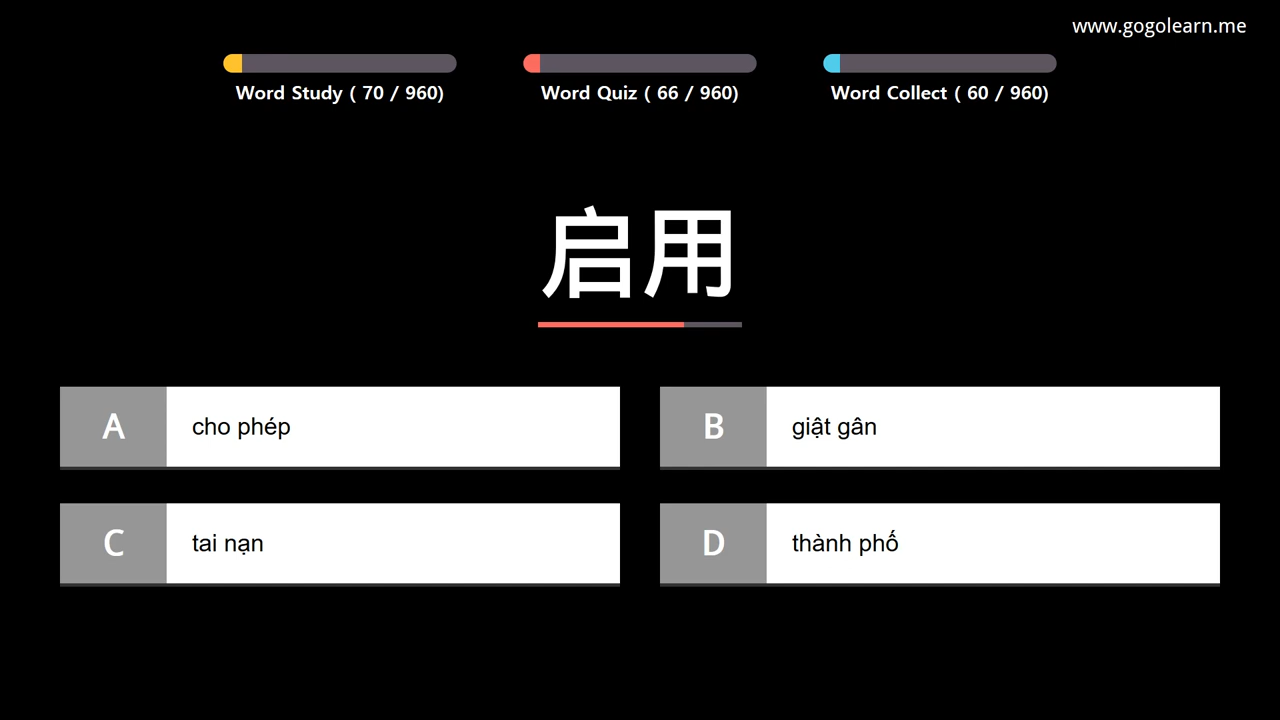 www.gogolearn.me
Word Study ( 70 / 960)
Word Quiz ( 66 / 960)
Word Collect ( 60 / 960)
启用
A cho phép
B giật gân
C tai nạn
D thành phố